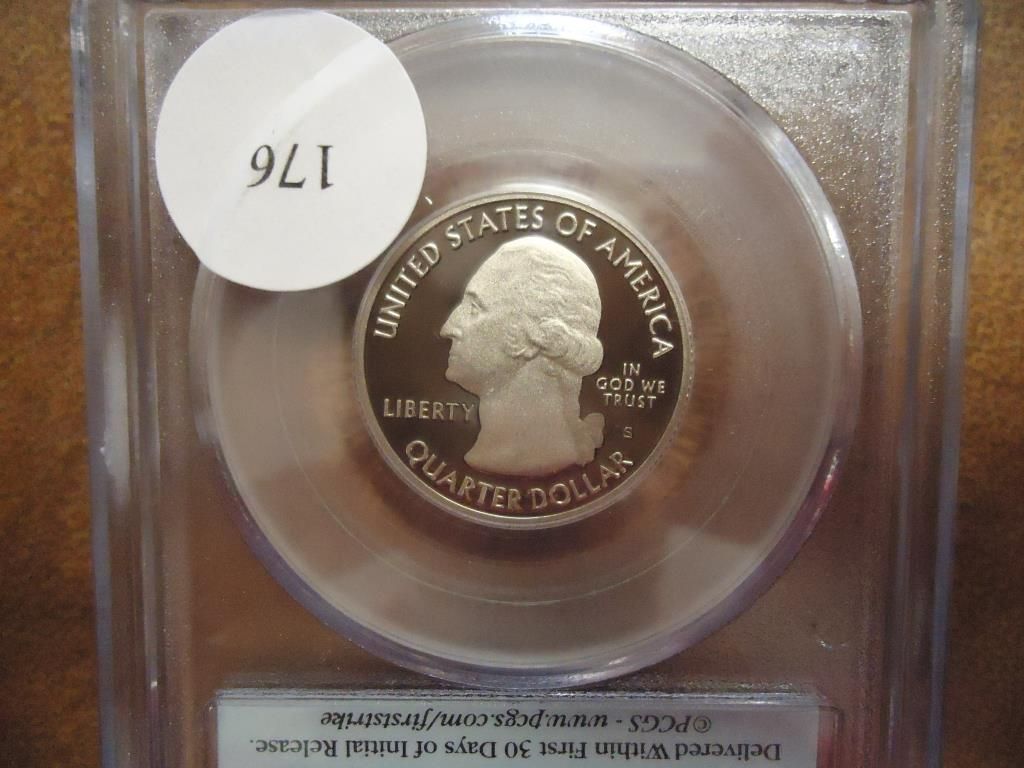 176
UNITED STATES OF AMERICA
LIBERTY
IN
GOD WE
TRUST
S
QUARTER DOLLAR
Delivered Within First 30 Days of Initial Release.
©PCGS - www.pcgs.com/firststrike